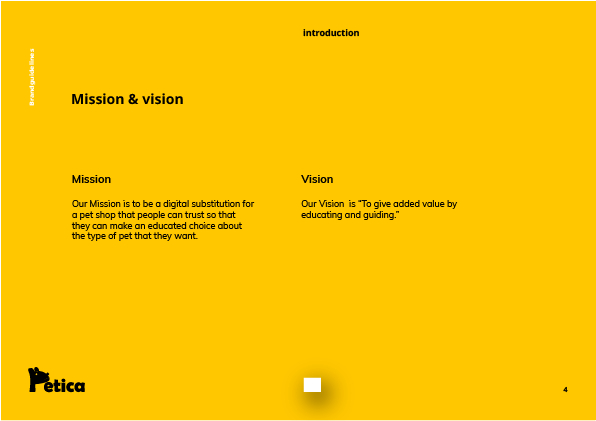 introduction
Brandguidelines
Mission & vision
Mission
Our Mission is to be a digital substitution for
a pet shop that people can trust so that
they can make an educated choice about
the type of pet that they want.
Vision
Our Vision  is “To give added value by
educating and guiding.”
Petica
4